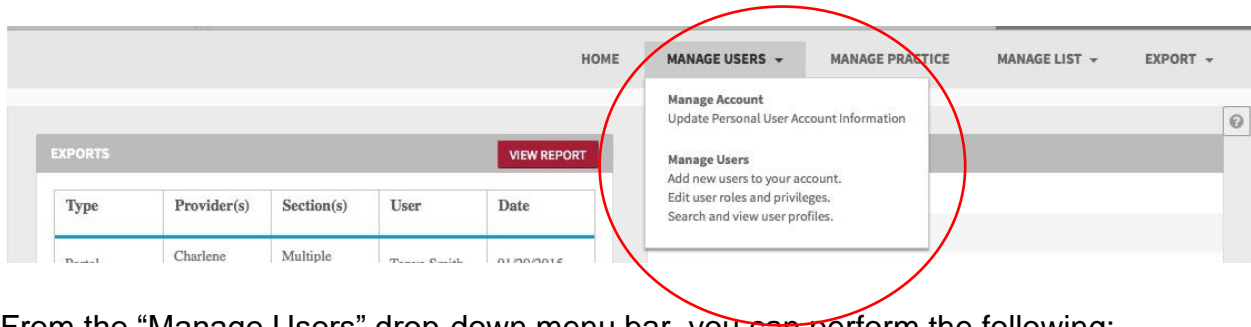 HOME MANAGE USERS MANAGE PRACTICE MANAGE LIST EXPORT
Manage Account
Update Personal User Account Information
EXPORTS VIEW REPORT
Manage Users
Add new users to your account.
Edit user roles and privileges.
Search and view user profiles.
Type Provider(s) Section(s) User Date
Charlene Multiple
From the “Manage Users” drop-down menu bar, you can perform the following: